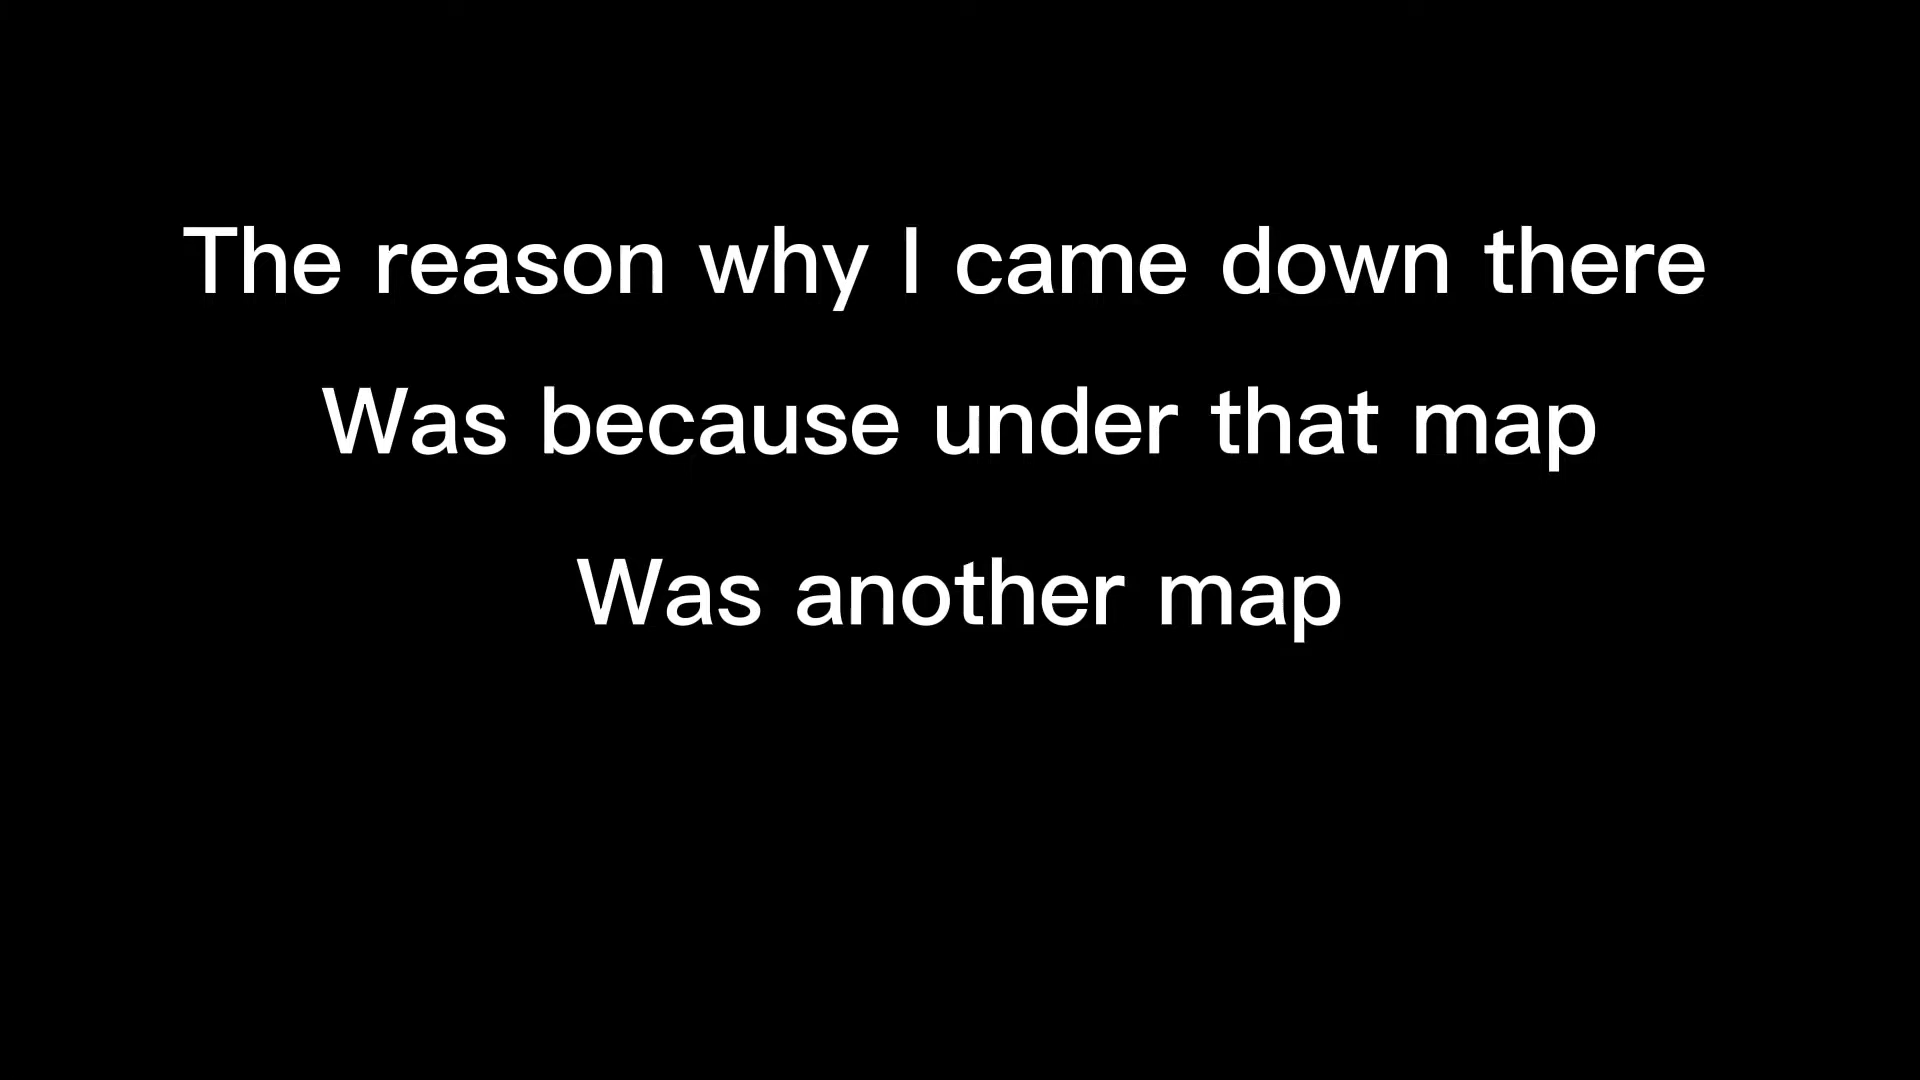 The reason why I came down there
Was because under that map
Was another map